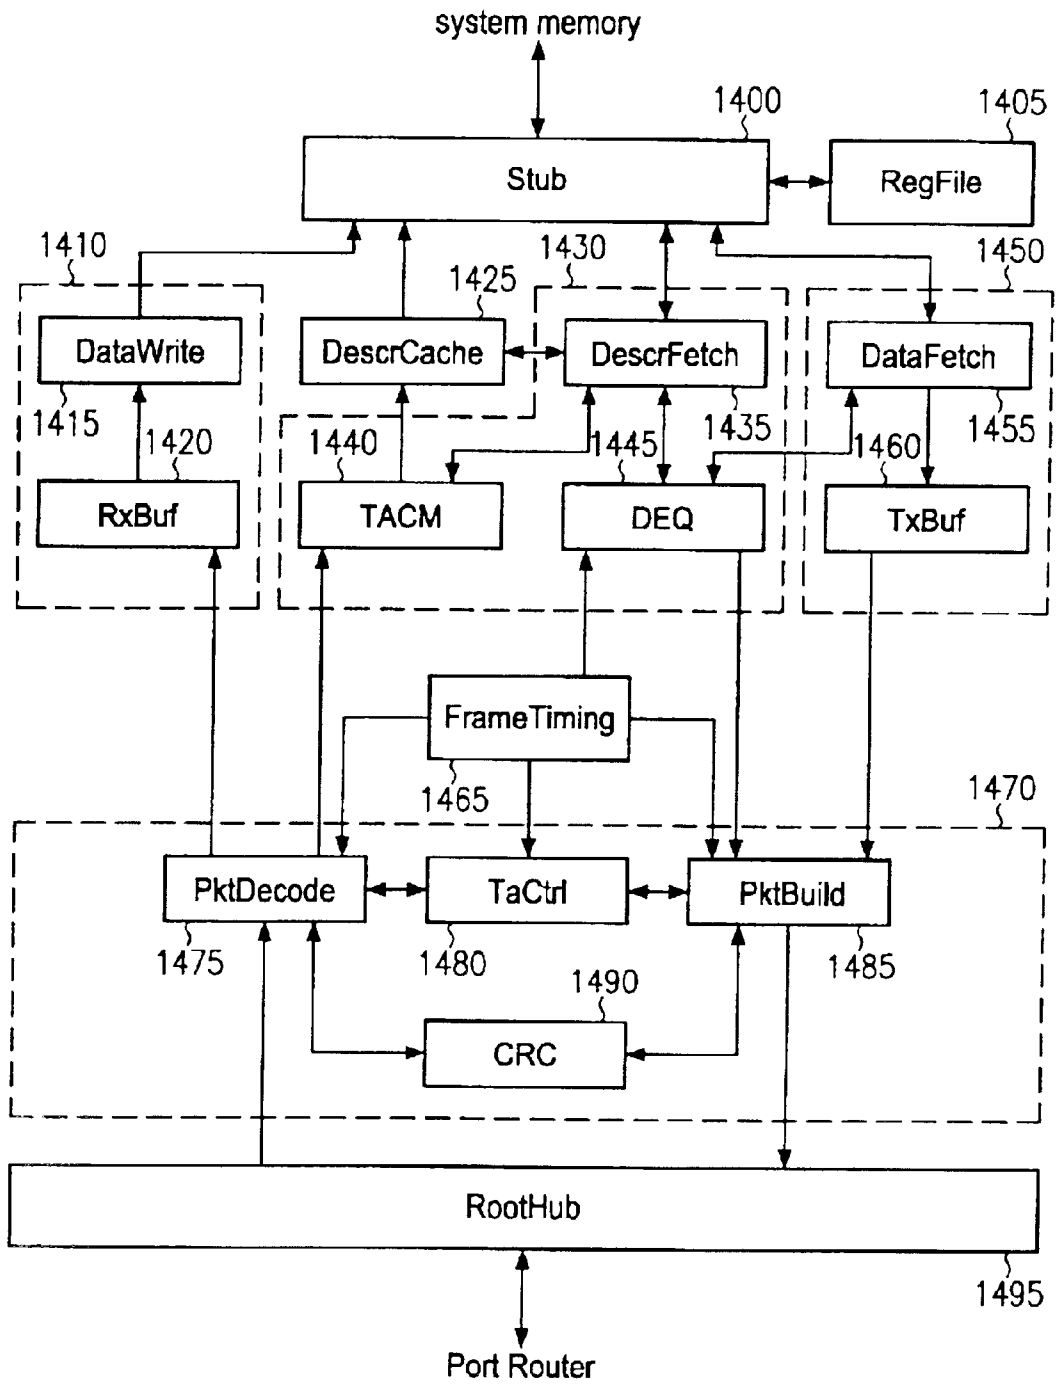 system memory
1400
1405
Stub
RegFile
1410
1430
1450
1425
DataWrite
DescrCache
DescrFetch
DataFetch
1415
1420
1440
1445
1435
1460
1455
RxBuf
TACM
DEQ
TxBuf
FrameTiming
1465
1470
PktDecode
TaCtrl
PktBuild
1475
1480
1485
1490
CRC
RootHub
1495
Port Router